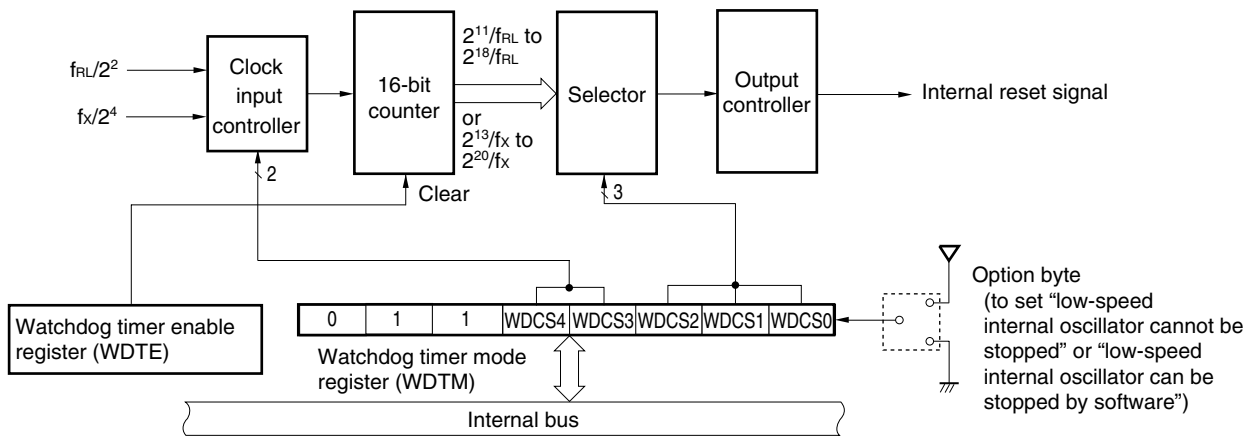 fRL/2²
fX/2⁴
Clock
input
controller
2
16-bit
counter
Clear
2¹¹/fRL to
2¹⁸/fRL
or
2¹³/fX to
2²⁰/fX
Selector
3
Output
controller
Internal reset signal
Watchdog timer enable
register (WDTE)
0 1 1 WDCS4 WDCS3 WDCS2 WDCS1 WDCS0
Watchdog timer mode
register (WDTM)
Internal bus
Option byte
(to set “low-speed
internal oscillator cannot be
stopped” or “low-speed
internal oscillator can be
stopped by software”)